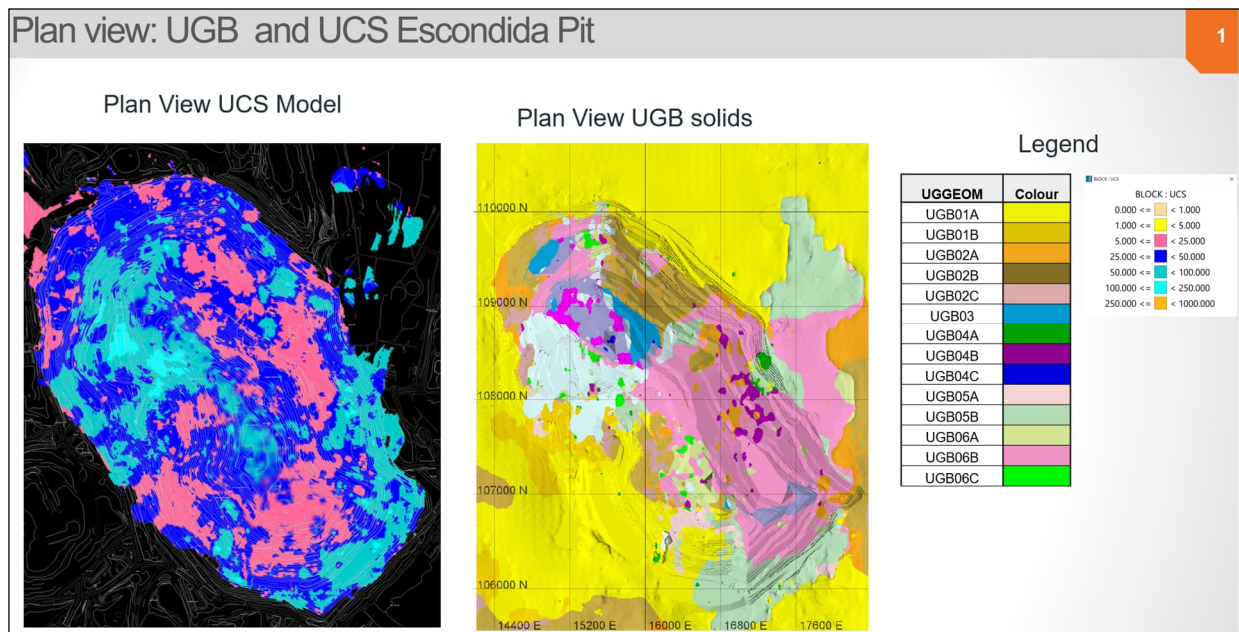 Plan view: UGB and UCS Escondida Pit
1
Plan View UCS Model
Plan View UGB solids
Legend
110000 N
109000 N
108000 N
107000 N
106000 N
14400 E 15200 E 16000 E 16800 E 17600 E
UGGEOM Colour
UGB01A
UGB01B
UGB02A
UGB02B
UGB02C
UGB03
UGB04A
UGB04B
UGB04C
UGB05A
UGB05B
UGB06A
UGB06B
UGB06C
BLOCK : UCS
BLOCK : UCS
0.000 <= < 1.000
1.000 <= < 5.000
5.000 <= < 25.000
25.000 <= < 50.000
50.000 <= < 100.000
100.000 <= < 250.000
250.000 <= < 1000.000